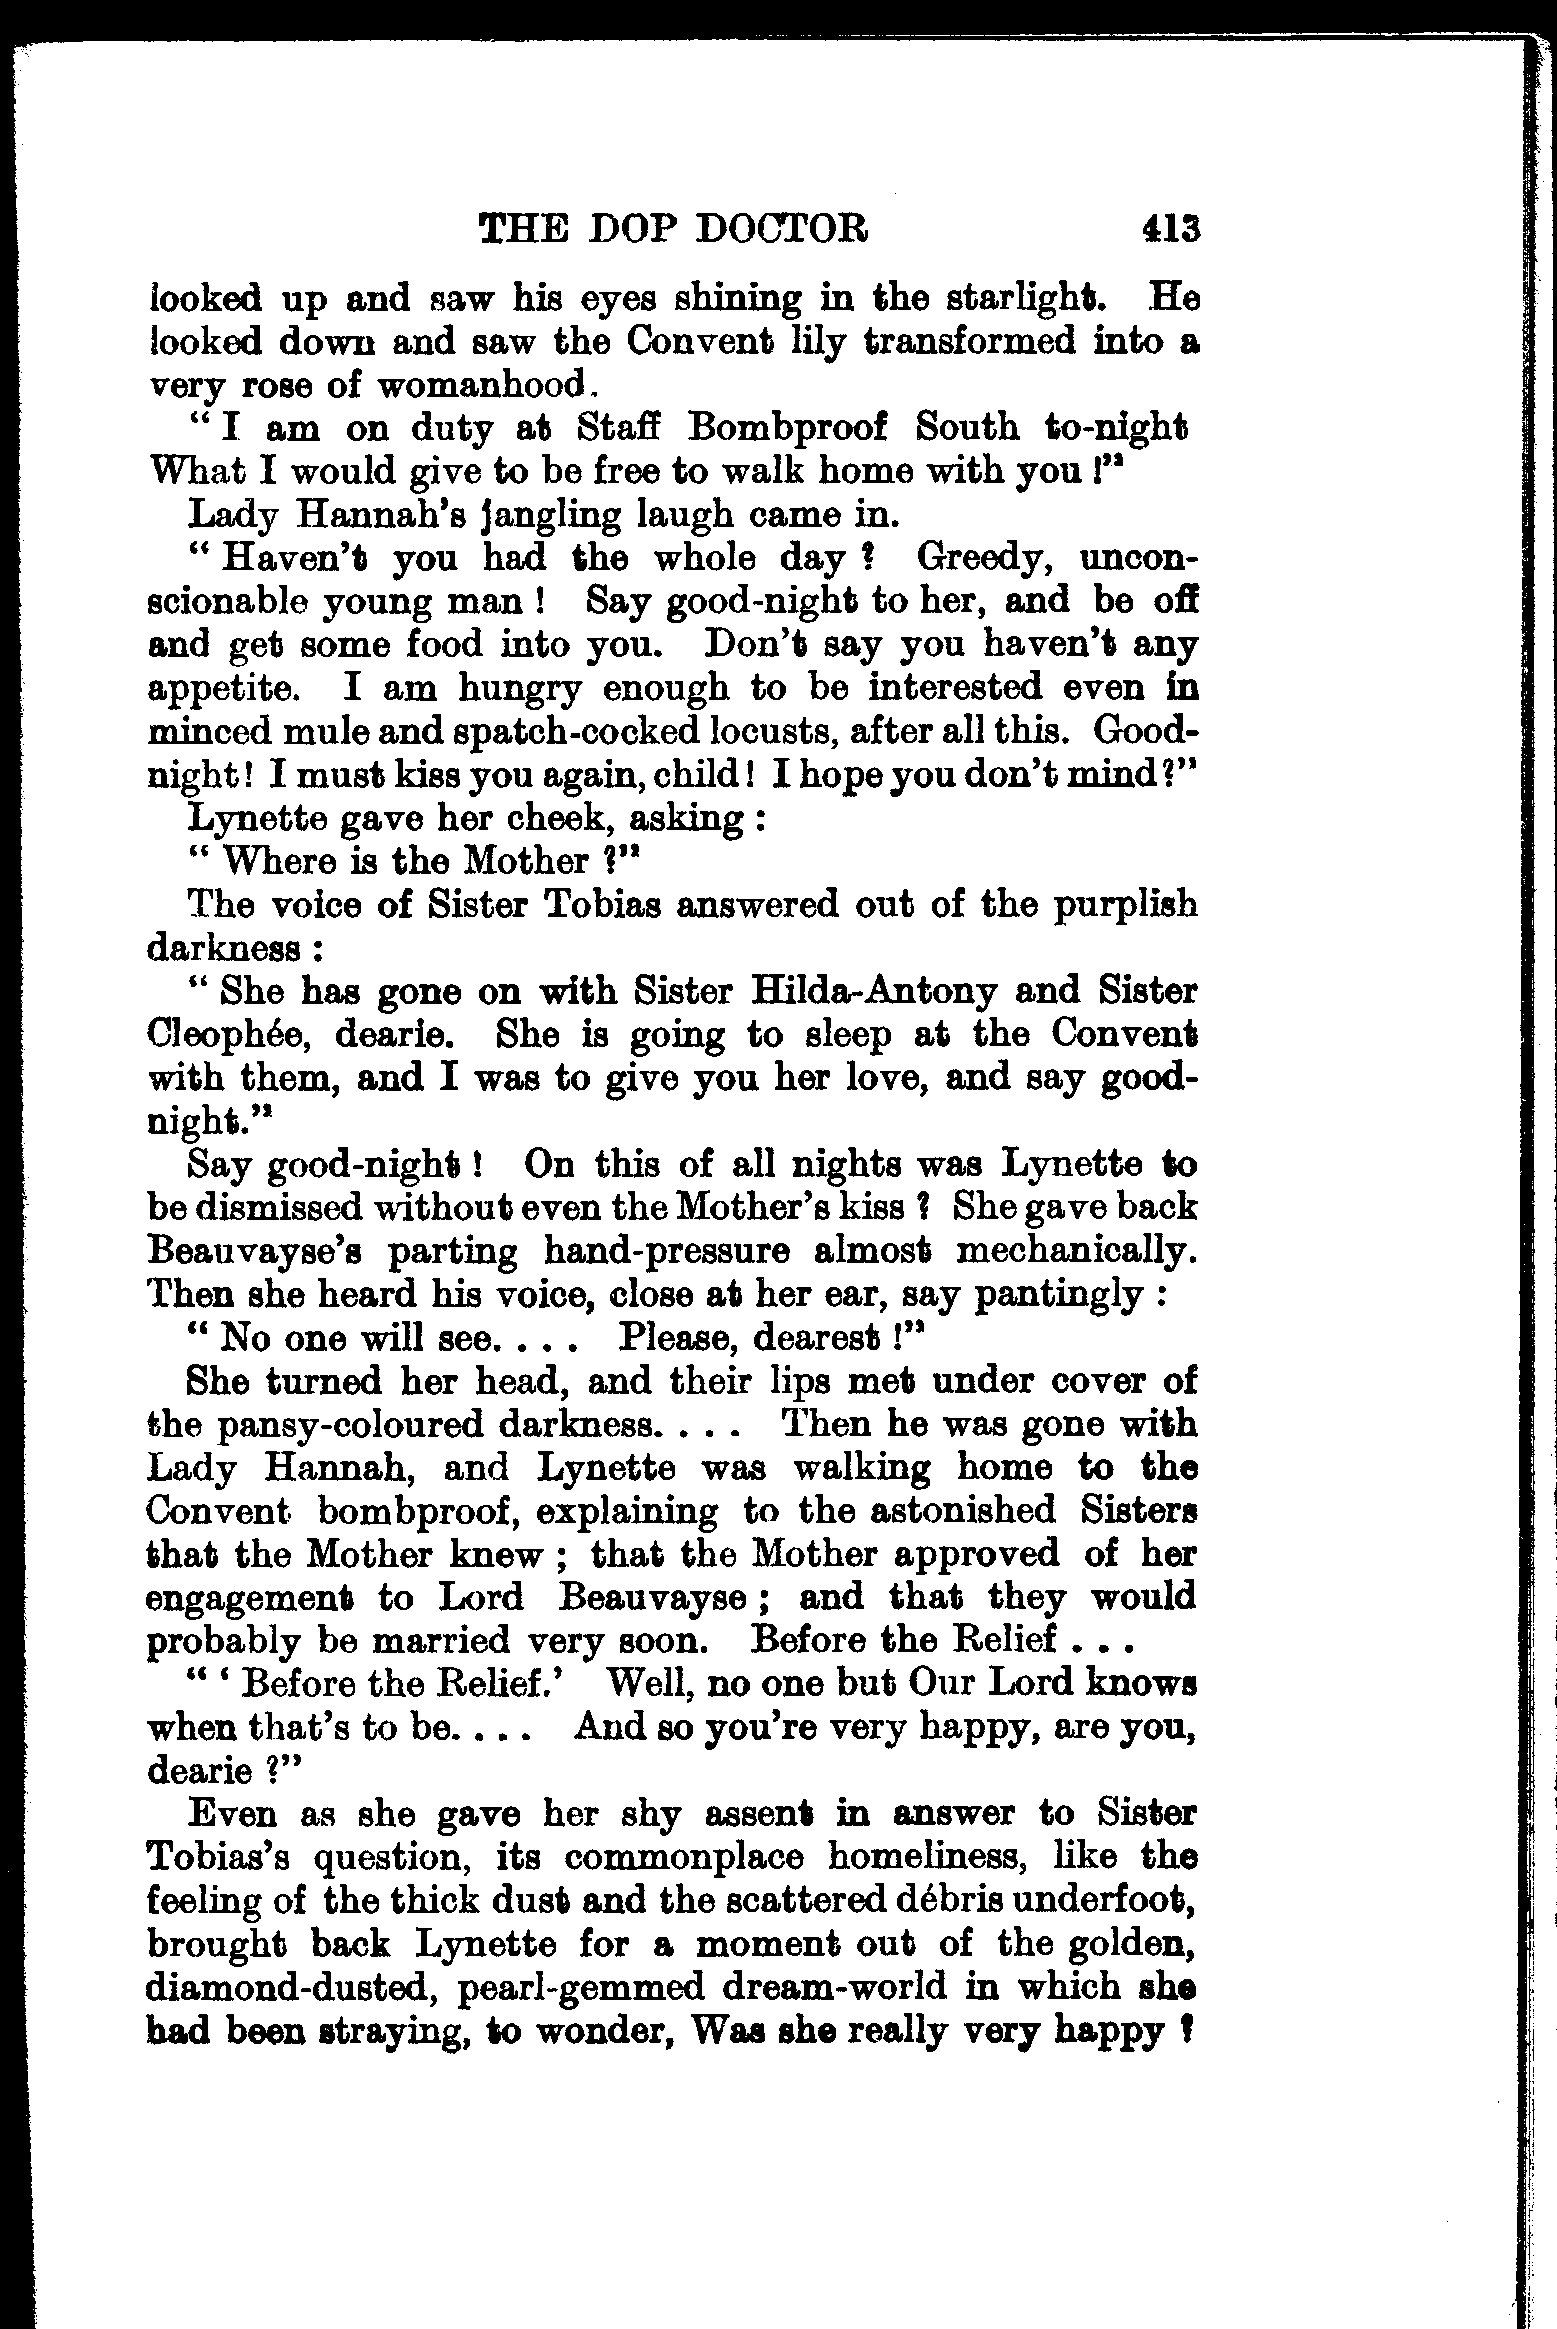 THE DOP DOCTOR 413
looked up and saw his eyes shining in the starlight. He
looked down and saw the Convent lily transformed into a
very rose of womanhood.
“ I am on duty at Staff Bombproof South to-night
What I would give to be free to walk home with you !”
Lady Hannah’s jangling laugh came in.
“ Haven’t you had the whole day ? Greedy, uncon-
scionable young man ! Say good-night to her, and be off
and get some food into you. Don’t say you haven’t any
appetite. I am hungry enough to be interested even in
minced mule and spatch-cocked locusts, after all this. Good-
night! I must kiss you again, child! I hope you don’t mind?”
Lynette gave her cheek, asking :
“ Where is the Mother ?”
The voice of Sister Tobias answered out of the purplish
darkness :
“ She has gone on with Sister Hilda-Antony and Sister
Cleophée, dearie. She is going to sleep at the Convent
with them, and I was to give you her love, and say good-
night.”
Say good-night ! On this of all nights was Lynette to
be dismissed without even the Mother’s kiss ? She gave back
Beauvayse’s parting hand-pressure almost mechanically.
Then she heard his voice, close at her ear, say pantingly :
“ No one will see. . . . Please, dearest !”
She turned her head, and their lips met under cover of
the pansy-coloured darkness. . . . Then he was gone with
Lady Hannah, and Lynette was walking home to the
Convent bombproof, explaining to the astonished Sisters
that the Mother knew ; that the Mother approved of her
engagement to Lord Beauvayse ; and that they would
probably be married very soon. Before the Relief . . .
“ ‘ Before the Relief.’ Well, no one but Our Lord knows
when that’s to be. . . . And so you’re very happy, are you,
dearie ?”
Even as she gave her shy assent in answer to Sister
Tobias’s question, its commonplace homeliness, like the
feeling of the thick dust and the scattered débris underfoot,
brought back Lynette for a moment out of the golden,
diamond-dusted, pearl-gemmed dream-world in which she
had been straying, to wonder, Was she really very happy ?